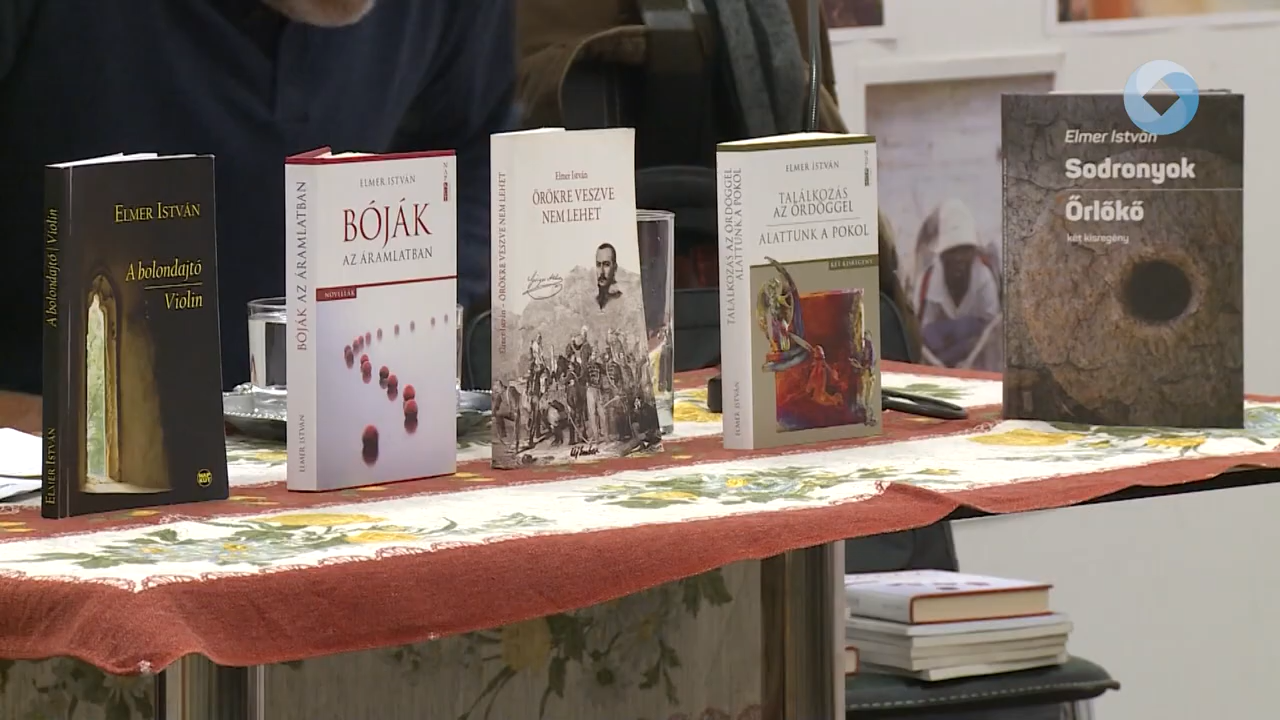 A bolondajtó | Violin
ELMER ISTVÁN
ELMER ISTVÁN
A bolondajtó
Violin
BÓJÁK AZ ÁRAMLATBAN
ELMER ISTVÁN
ELMER ISTVÁN
BÓJÁK
AZ ÁRAMLATBAN
NOVELLÁK
Elmer István - ÖRÖKRE VESZVE NEM LEHET
Elmer István
ÖRÖKRE VESZVE
NEM LEHET
Új Ember
TALÁLKOZÁS AZ ÖRDÖGGEL
ALATTUNK A POKOL
ELMER ISTVÁN
ELMER ISTVÁN
TALÁLKOZÁS
AZ ÖRDÖGGEL
ALATTUNK A POKOL
KÉT KISREGÉNY
Elmer István
Sodronyok
Őrlőkő
két kisregény